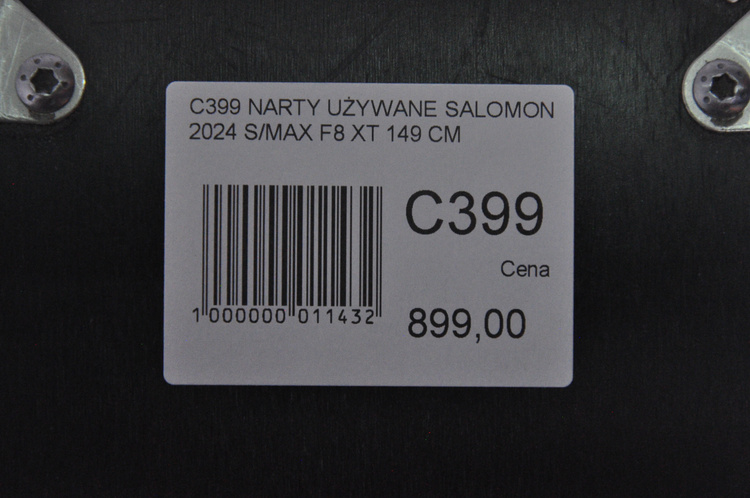 C399 NARTY UŻYWANE SALOMON
2024 S/MAX F8 XT 149 CM
C399
Cena
899,00
1 000000 011432